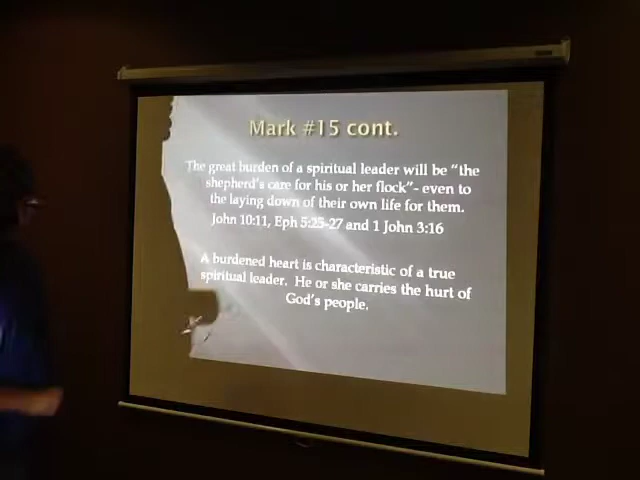 Mark #15 cont.
The great burden of a spiritual leader will be “the
shepherd's care for his or her flock”- even to
the laying down of their own life for them.
John 10:11, Eph 5:25-27 and 1 John 3:16
A burdened heart is characteristic of a true
spiritual leader. He or she carries the hurt of
God's people.